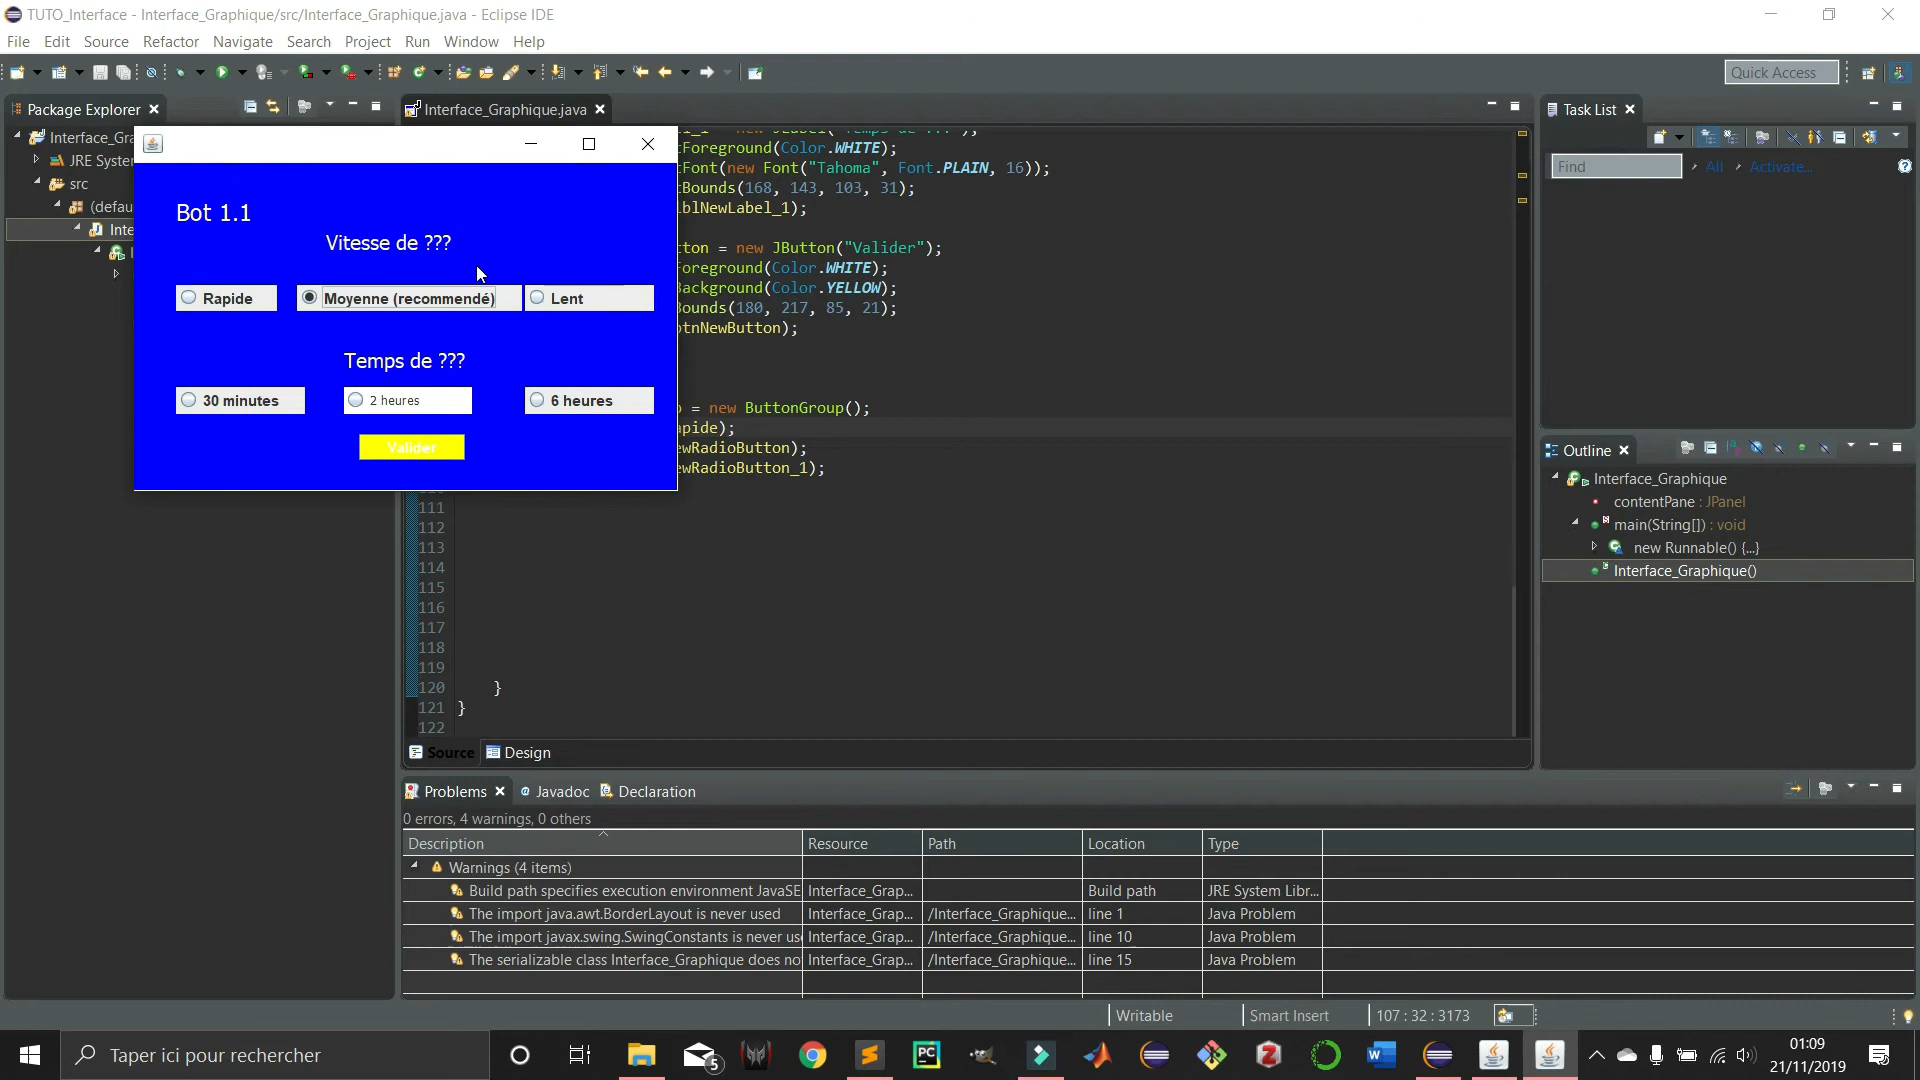 TUTO_Interface - Interface_Graphique/src/Interface_Graphique.java - Eclipse IDE
File Edit Source Refactor Navigate Search Project Run Window Help
Quick Access
Package Explorer
Interface_Graphique.java
Task List
Interface_Gra
JRE Syster
src
(defau
Inte
Find
All
Activate...
Bot 1.1
Vitesse de ???
Rapide
Moyenne (recommendé)
Lent
Temps de ???
30 minutes
2 heures
6 heures
Valider
tForeground(Color.WHITE);
tFont(new Font("Tahoma", Font.PLAIN, 16));
tBounds(168, 143, 103, 31);
lblNewLabel_1);
tton = new JButton("Valider");
Foreground(Color.WHITE);
Background(Color.YELLOW);
Bounds(180, 217, 85, 21);
btnNewButton);
= new ButtonGroup();
apide);
ewRadioButton);
ewRadioButton_1);
111
112
113
114
115
116
117
118
119
120 }
121 }
122
Source Design
Outline
Interface_Graphique
contentPane : JPanel
main(String[]) : void
new Runnable() {...}
Interface_Graphique()
Problems Javadoc Declaration
0 errors, 4 warnings, 0 others
Description Resource Path Location Type
Warnings (4 items)
Build path specifies execution environment JavaSE Interface_Grap... Build path JRE System Libr...
The import java.awt.BorderLayout is never used Interface_Grap... /Interface_Graphique... line 1 Java Problem
The import javax.swing.SwingConstants is never us Interface_Grap... /Interface_Graphique... line 10 Java Problem
The serializable class Interface_Graphique does no Interface_Grap... /Interface_Graphique... line 15 Java Problem
Writable Smart Insert 107 : 32 : 3173
Taper ici pour rechercher
5
PC
01:09
21/11/2019